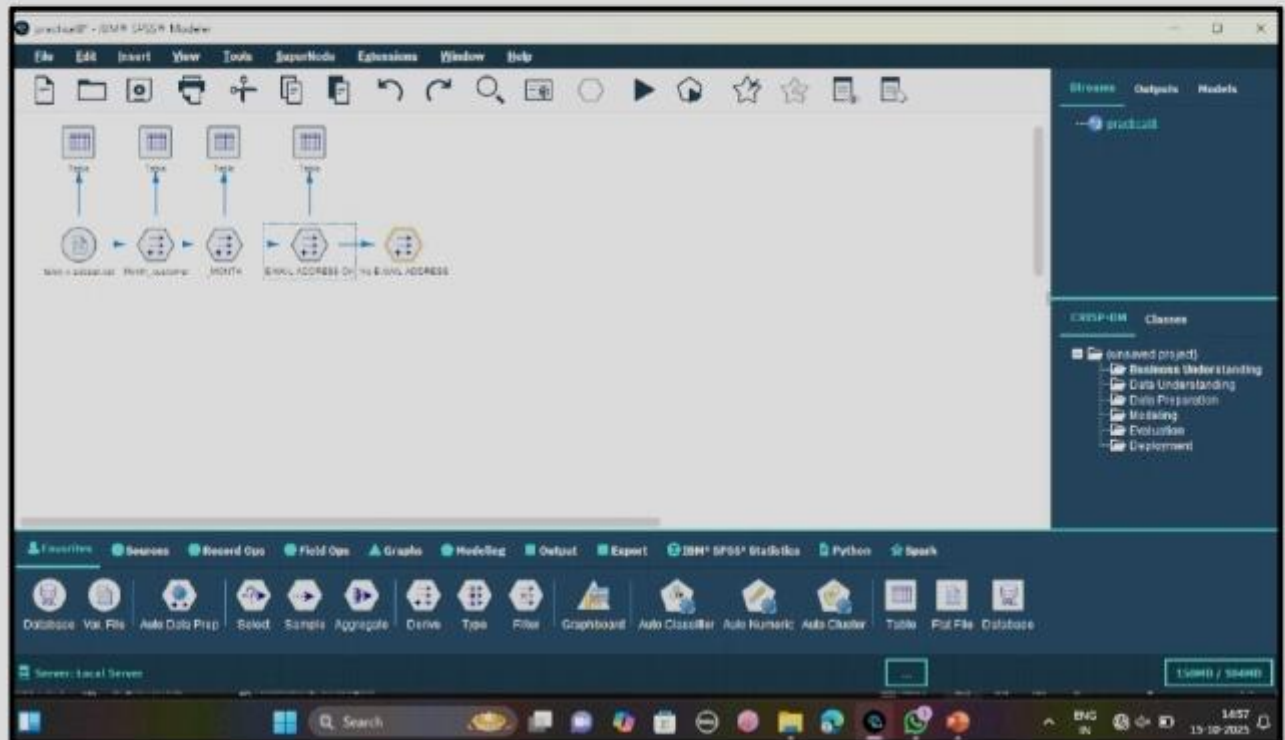 practical8* - IBM® SPSS® Modeler
File Edit Insert View Tools SuperNode Extensions Window Help
Streams Outputs Models
practical8
Table Table Table Table
MONTH E-MAIL ADDRESS no E-MAIL ADDRESS
CRISP-DM Classes
(unsaved project)
Business Understanding
Data Understanding
Data Preparation
Modeling
Evaluation
Deployment
Favorites Sources Record Ops Field Ops Graphs Modeling Output Export IBM® SPSS® Statistics Python Spark
Database Var. File Auto Data Prep Select Sample Aggregate Derive Type Filter Graphboard Auto Classifier Auto Numeric Auto Cluster Table Flat File Database
Server: Local Server
...
Search
ENG
IN
14:57
15-10-2025